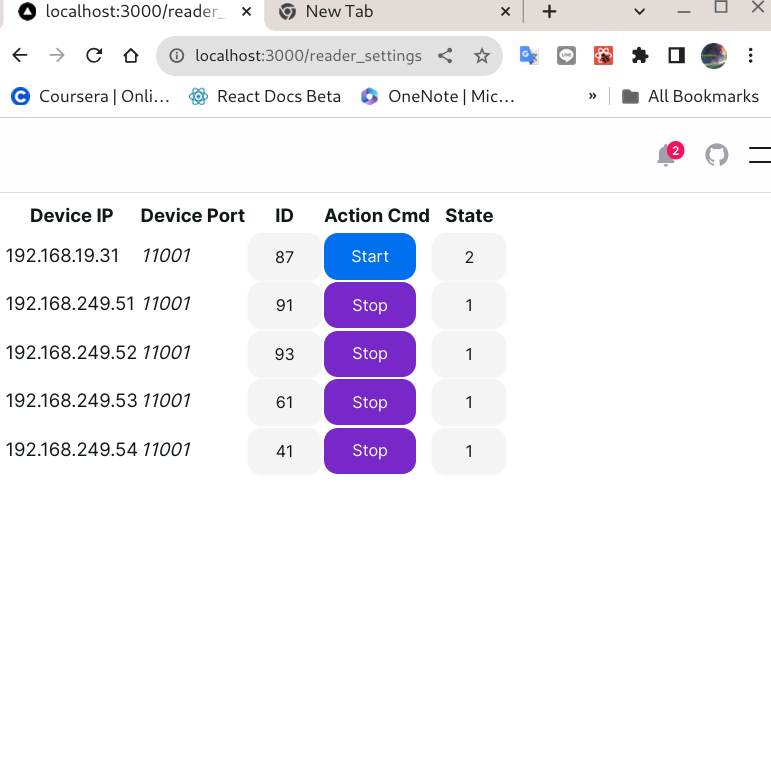 localhost:3000/reader_
New Tab
localhost:3000/reader_settings
Coursera | Onli…
React Docs Beta
OneNote | Mic…
»
All Bookmarks
2
Device IP Device Port ID Action Cmd State
192.168.19.31 11001 87 Start 2
192.168.249.51 11001 91 Stop 1
192.168.249.52 11001 93 Stop 1
192.168.249.53 11001 61 Stop 1
192.168.249.54 11001 41 Stop 1